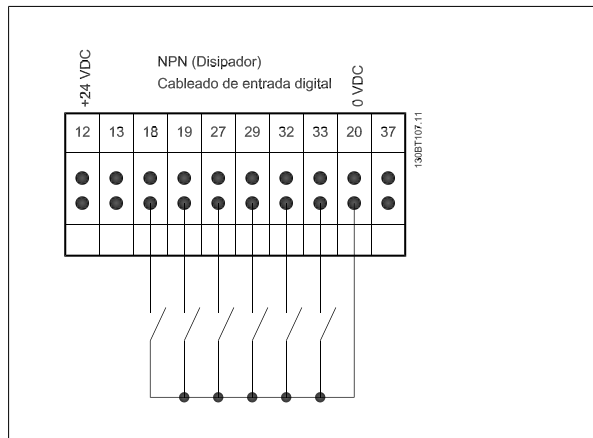 NPN (Disipador)
Cableado de entrada digital
+24 VDC
0 VDC
12 13 18 19 27 29 32 33 20 37
130BT107.11